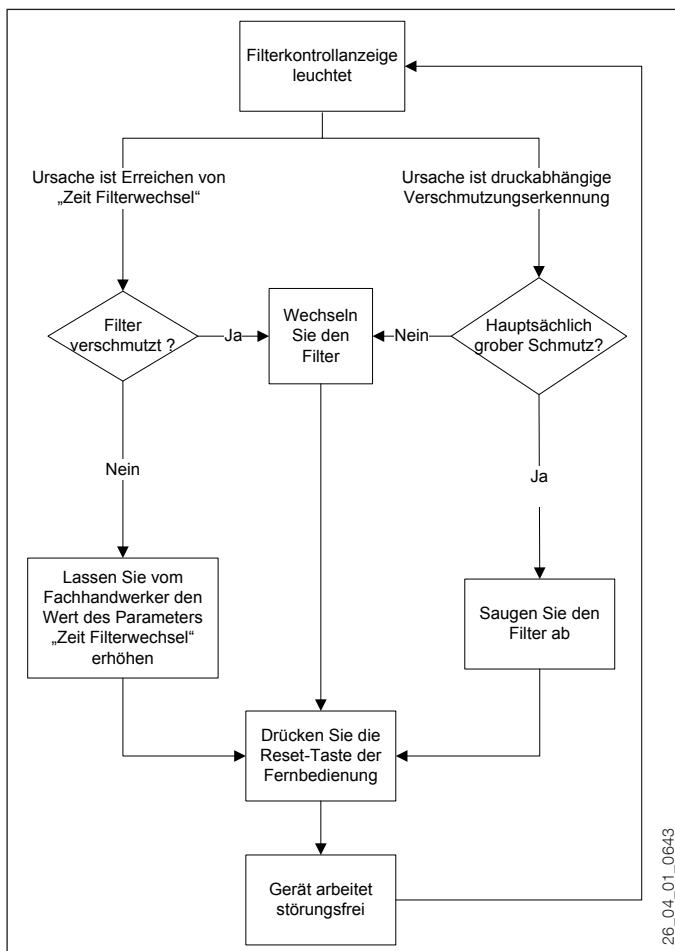 Filterkontrollanzeige
leuchtet
Ursache ist Erreichen von
„Zeit Filterwechsel“
Ursache ist druckabhängige
Verschmutzungserkennung
Filter
verschmutzt ?
Ja
Wechseln
Sie den
Filter
Nein
Hauptsächlich
grober Schmutz?
Nein
Ja
Lassen Sie vom
Fachhandwerker den
Wert des Parameters
„Zeit Filterwechsel“
erhöhen
Saugen Sie den
Filter ab
Drücken Sie die
Reset-Taste der
Fernbedienung
Gerät arbeitet
störungsfrei
26_04_01_0643